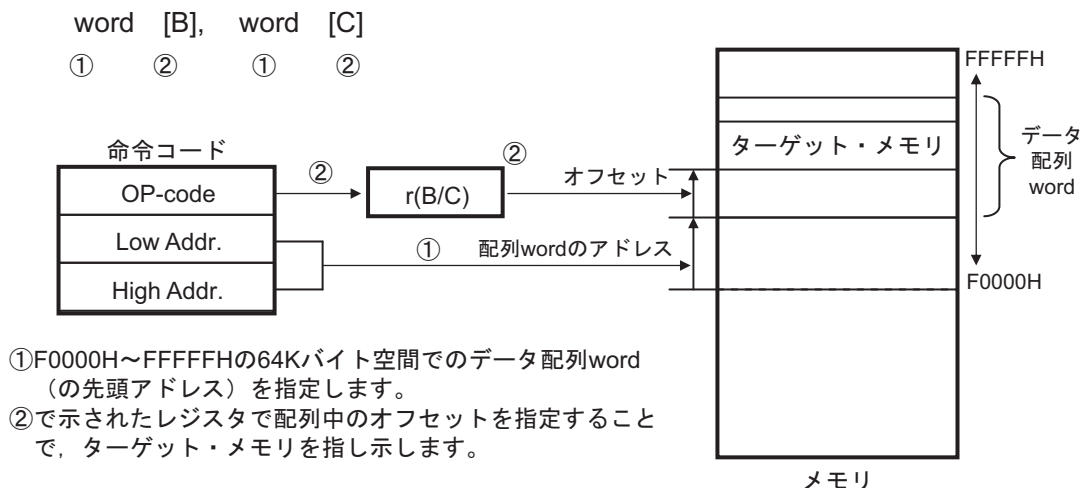 word [B], word [C]
① ② ① ②
命令コード
OP-code
Low Addr.
High Addr.
②
r(B/C)
②
オフセット
①
配列wordのアドレス
ターゲット・メモリ
FFFFFH
データ
配列
word
F0000H
メモリ
①F0000H～FFFFFHの64Kバイト空間でのデータ配列word
（の先頭アドレス）を指定します。
②で示されたレジスタで配列中のオフセットを指定すること
で，ターゲット・メモリを指し示します。